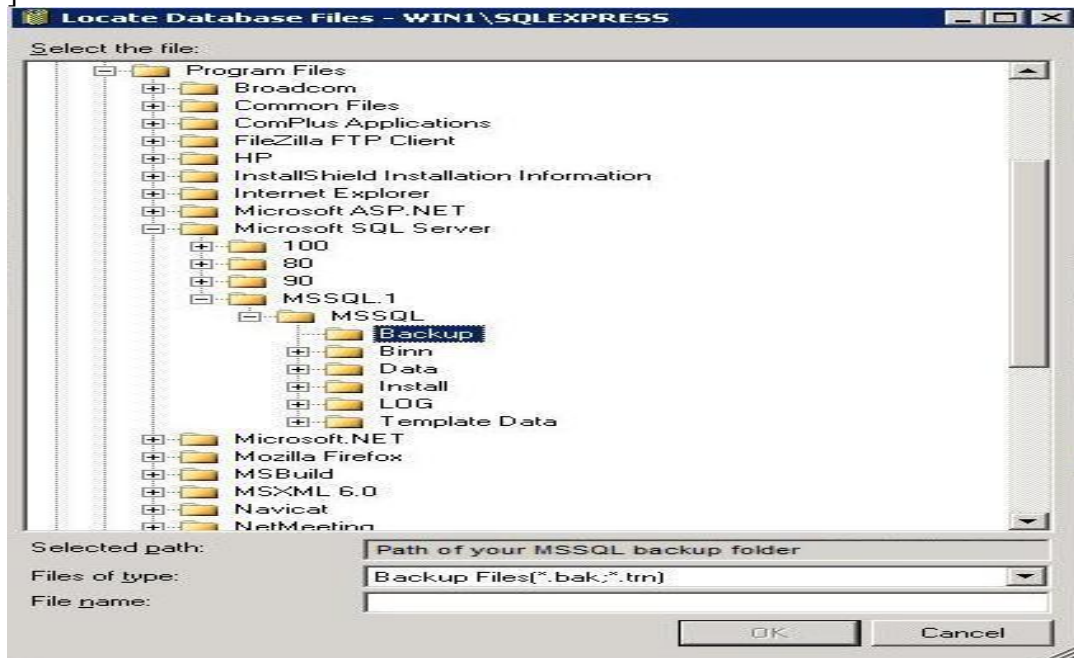 ]
Locate Database Files - WIN1\SQLEXPRESS
Select the file:
Program Files
Broadcom
Common Files
ComPlus Applications
FileZilla FTP Client
HP
InstallShield Installation Information
Internet Explorer
Microsoft ASP.NET
Microsoft SQL Server
100
80
90
MSSQL.1
MSSQL
Backup
Binn
Data
Install
LOG
Template Data
Microsoft.NET
Mozilla Firefox
MSBuild
MSXML 6.0
Navicat
NetMeeting
Selected path: Path of your MSSQL backup folder
Files of type: Backup Files(*.bak;*.trn)
File name:
OK Cancel